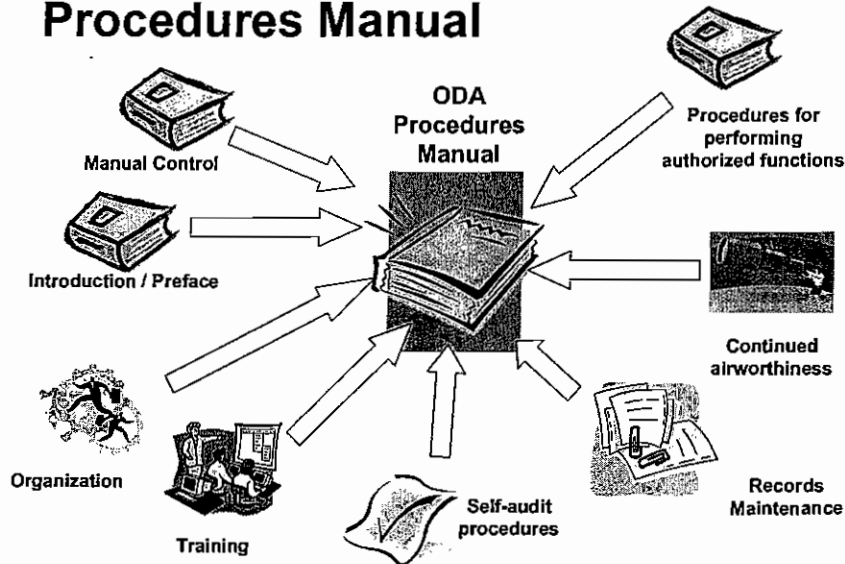 Procedures Manual
ODA
Procedures
Manual
Manual Control
Procedures for
performing
authorized functions
Introduction / Preface
Continued
airworthiness
Organization
Training
Self-audit
procedures
Records
Maintenance